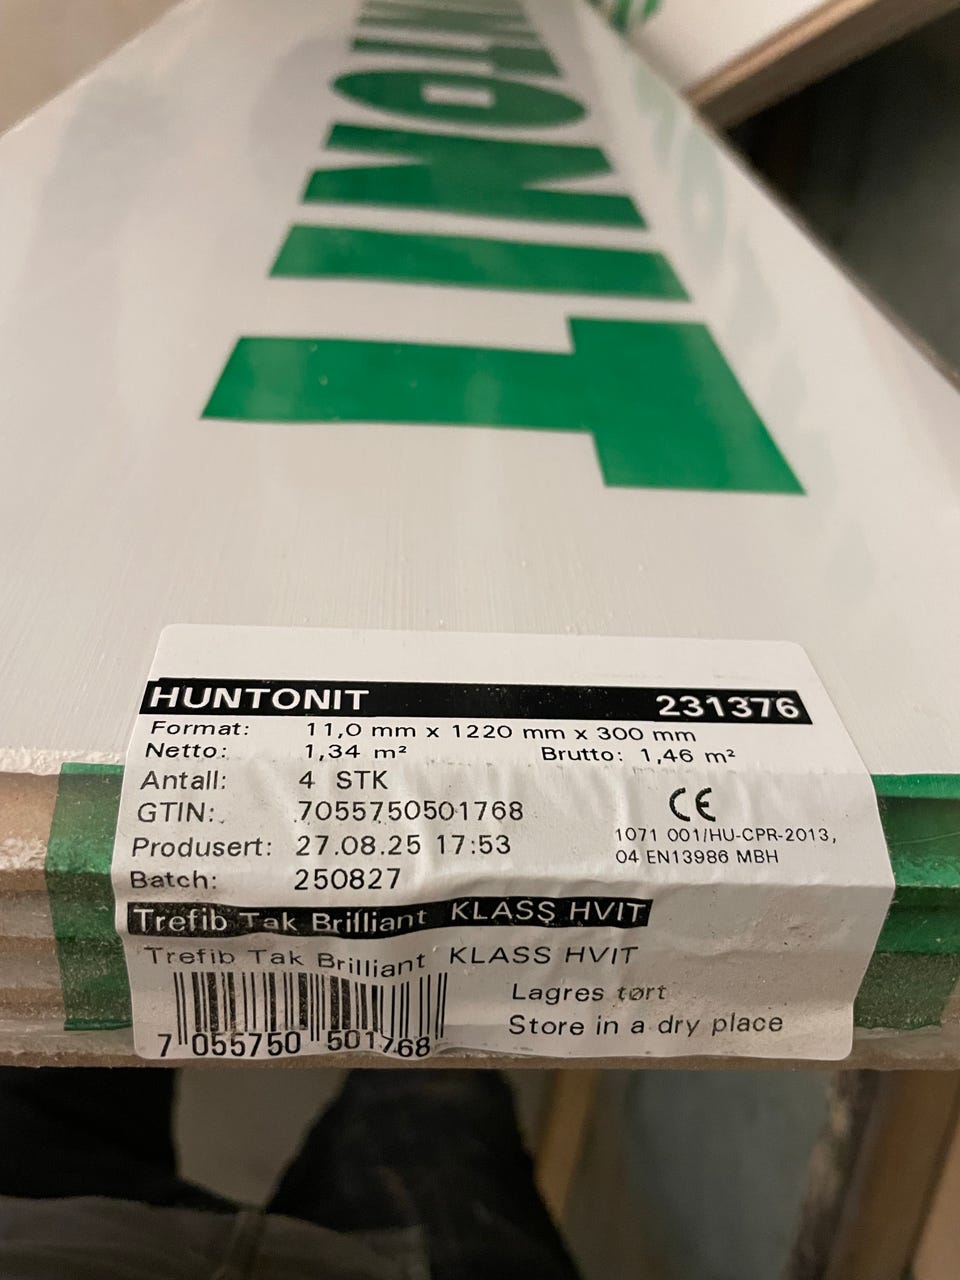 HUNTONIT
HUNTONIT 231376
Format: 11,0 mm x 1220 mm x 300 mm
Netto: 1,34 m² Brutto: 1,46 m²
Antall: 4 STK
GTIN: 7055750501768
Produsert: 27.08.25 17:53
1071 001/HU-CPR-2013,
04 EN13986 MBH
Batch: 250827
CE
Trefib Tak Brilliant KLASS HVIT
Trefib Tak Brilliant KLASS HVIT
Lagres tørt
Store in a dry place
7 055750 501768